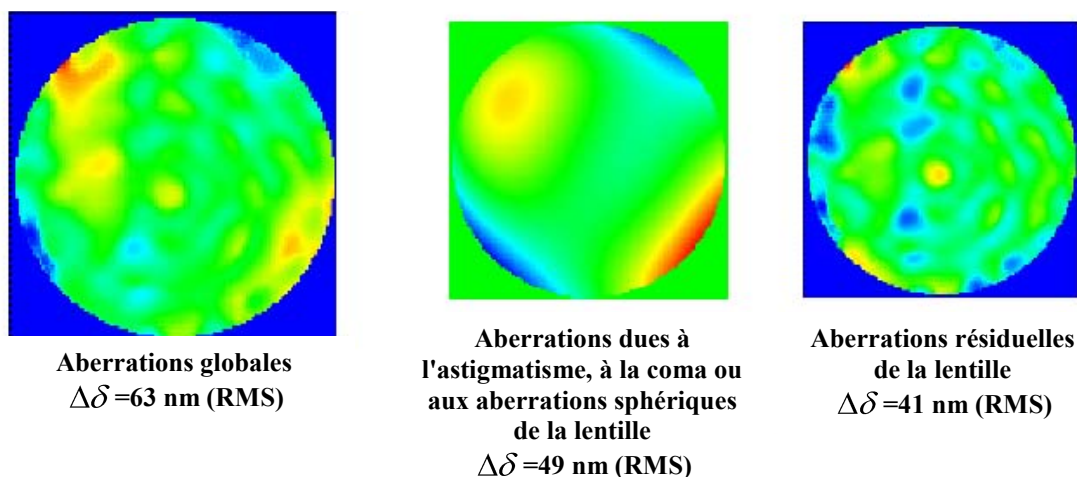 Aberrations globales
Δδ =63 nm (RMS)
Aberrations dues à
l'astigmatisme, à la coma ou
aux aberrations sphériques
de la lentille
Δδ =49 nm (RMS)
Aberrations résiduelles
de la lentille
Δδ =41 nm (RMS)